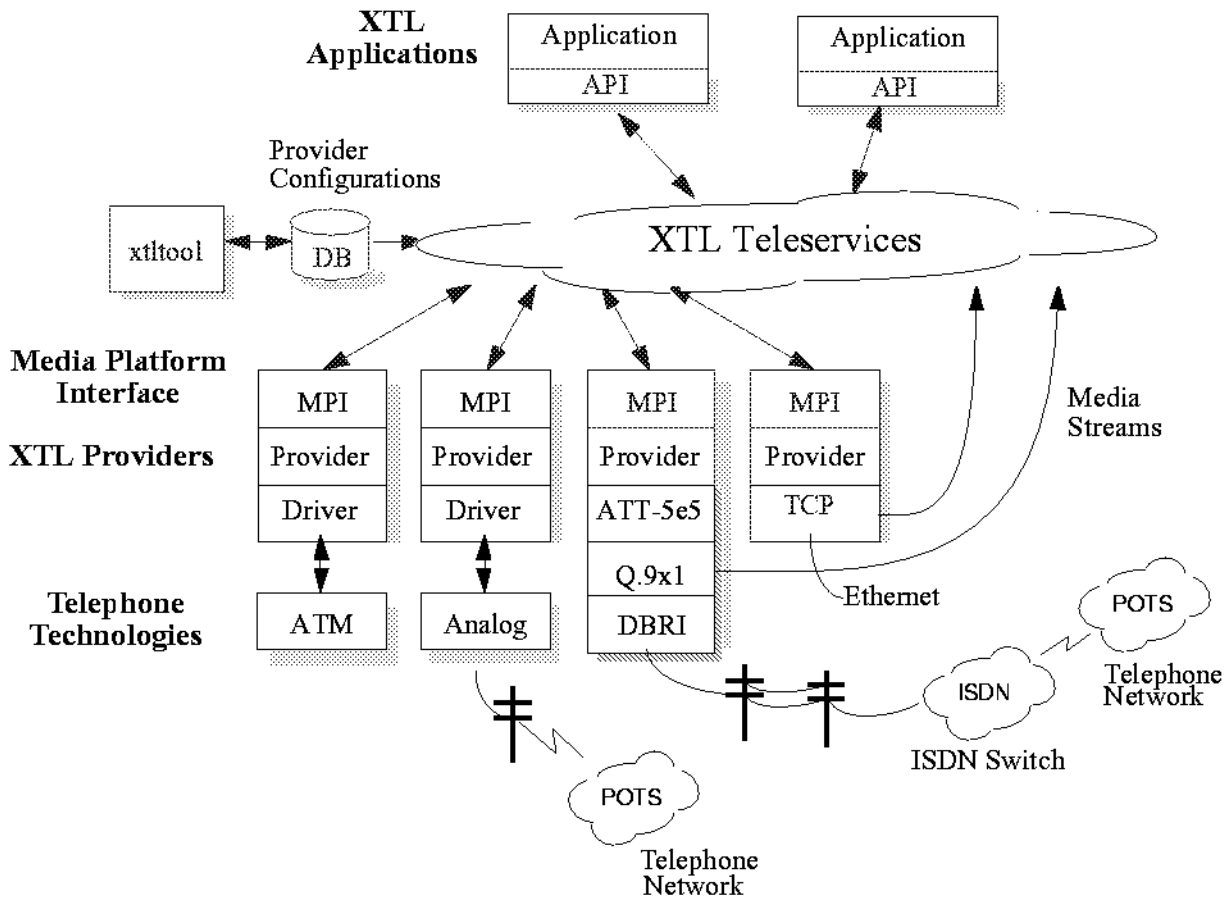 XTL
Applications
Application
API
Application
API
Provider
Configurations
xtltool
DB
XTL Teleservices
Media Platform
Interface
MPI
MPI
MPI
MPI
Media
Streams
XTL Providers
Provider
Provider
Provider
Provider
Driver
Driver
ATT-5e5
TCP
Q.9x1
Ethernet
Telephone
Technologies
ATM
Analog
DBRI
POTS
Telephone
Network
ISDN
ISDN Switch
POTS
Telephone
Network